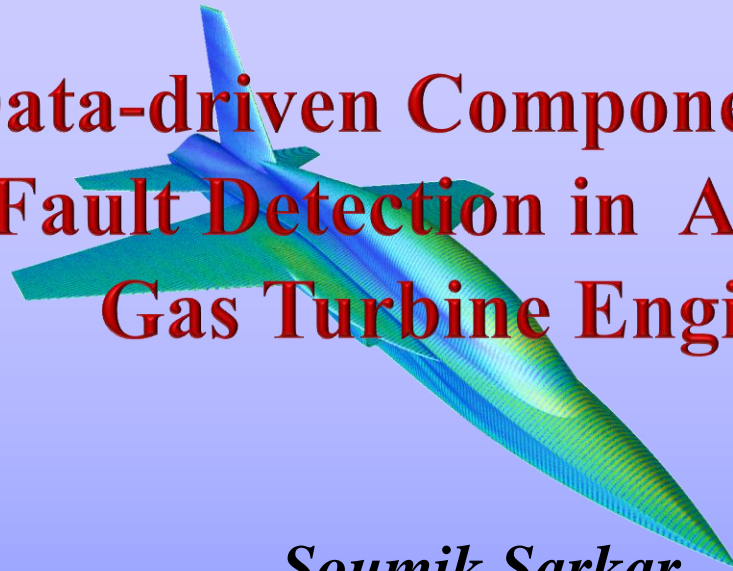 ata-driven Compone
Fault Detection in A
Gas Turbine Engi
Soumik Sarkar